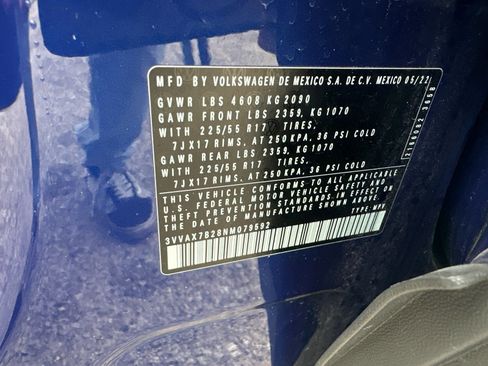 MFD BY VOLKSWAGEN DE MEXICO S.A. DE C.V. MEXICO 05/22
GVWR LBS 4608 KG 2090
GAWR FRONT LBS 2359, KG 1070
WITH 225/55 R17 TIRES.
7JX17 RIMS, AT 250 KPA, 36 PSI COLD
GAWR REAR LBS 2359, KG 1070
WITH 225/55 R17 TIRES.
7JX17 RIMS, AT 250 KPA, 36 PSI COLD
THIS VEHICLE CONFORMS TO ALL APPLICABLE
U.S. FEDERAL MOTOR VEHICLE SAFETY AND
THEFT PREVENTION STANDARDS IN EFFECT ON
THE DATE OF MANUFACTURE SHOWN ABOVE
3VVAX7B28NM079592 TYPE: MPV